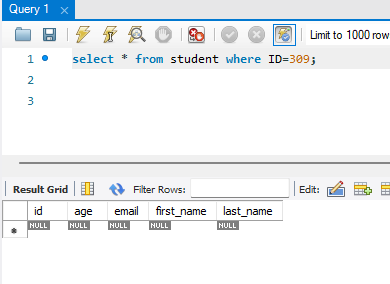 Query 1
Limit to 1000 row
1 select * from student where ID=309;
2
3
Result Grid Filter Rows: Edit:
id age email first_name last_name
NULL NULL NULL NULL NULL